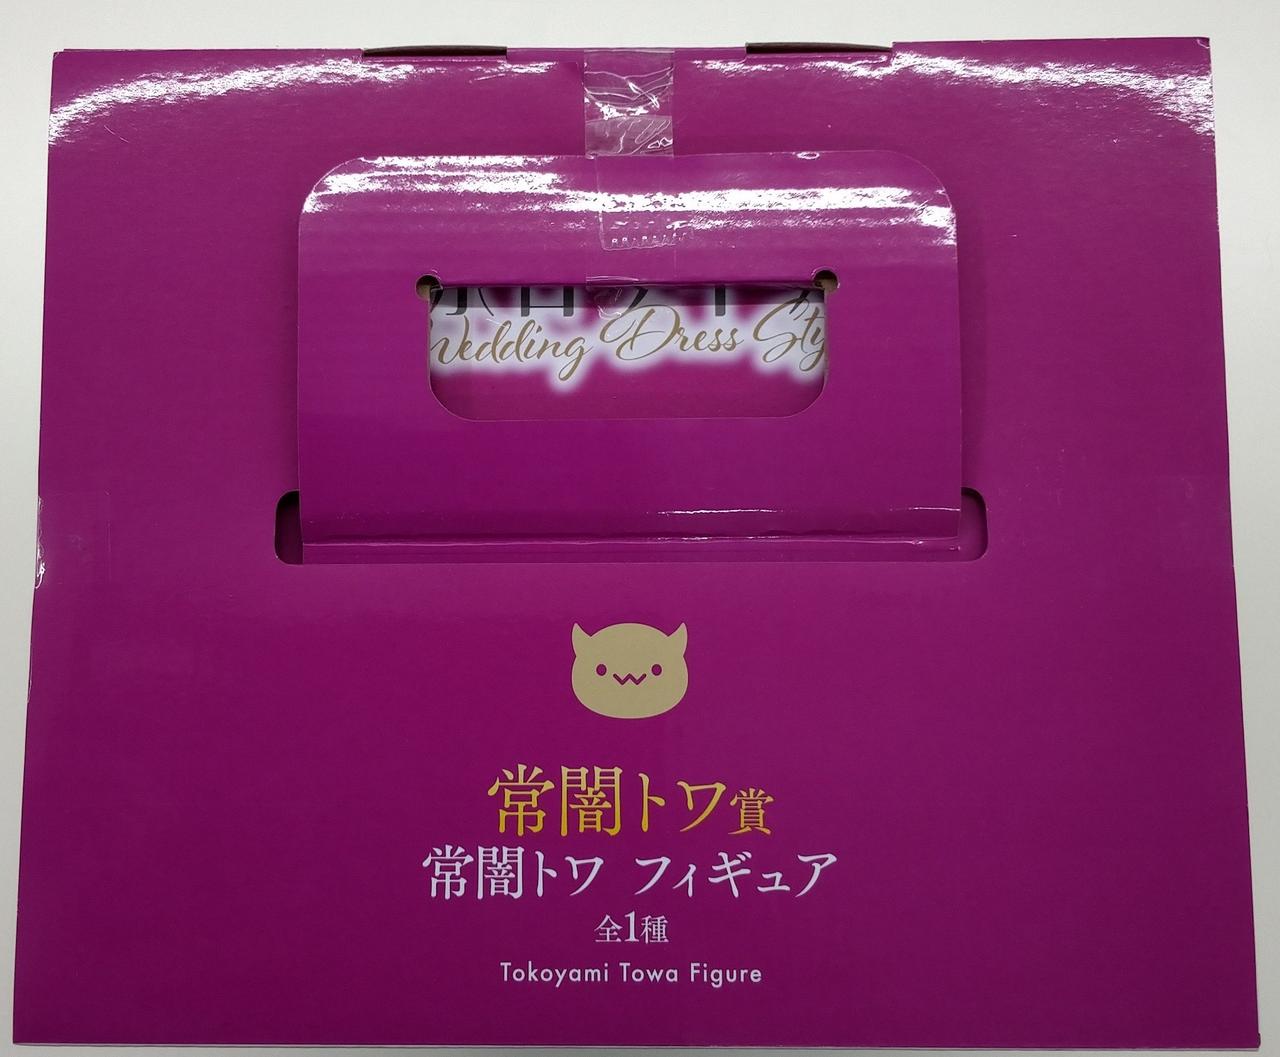 Wedding Dress Sty
常闇トワ賞
常闇トワ フィギュア
全1種
Tokoyami Towa Figure